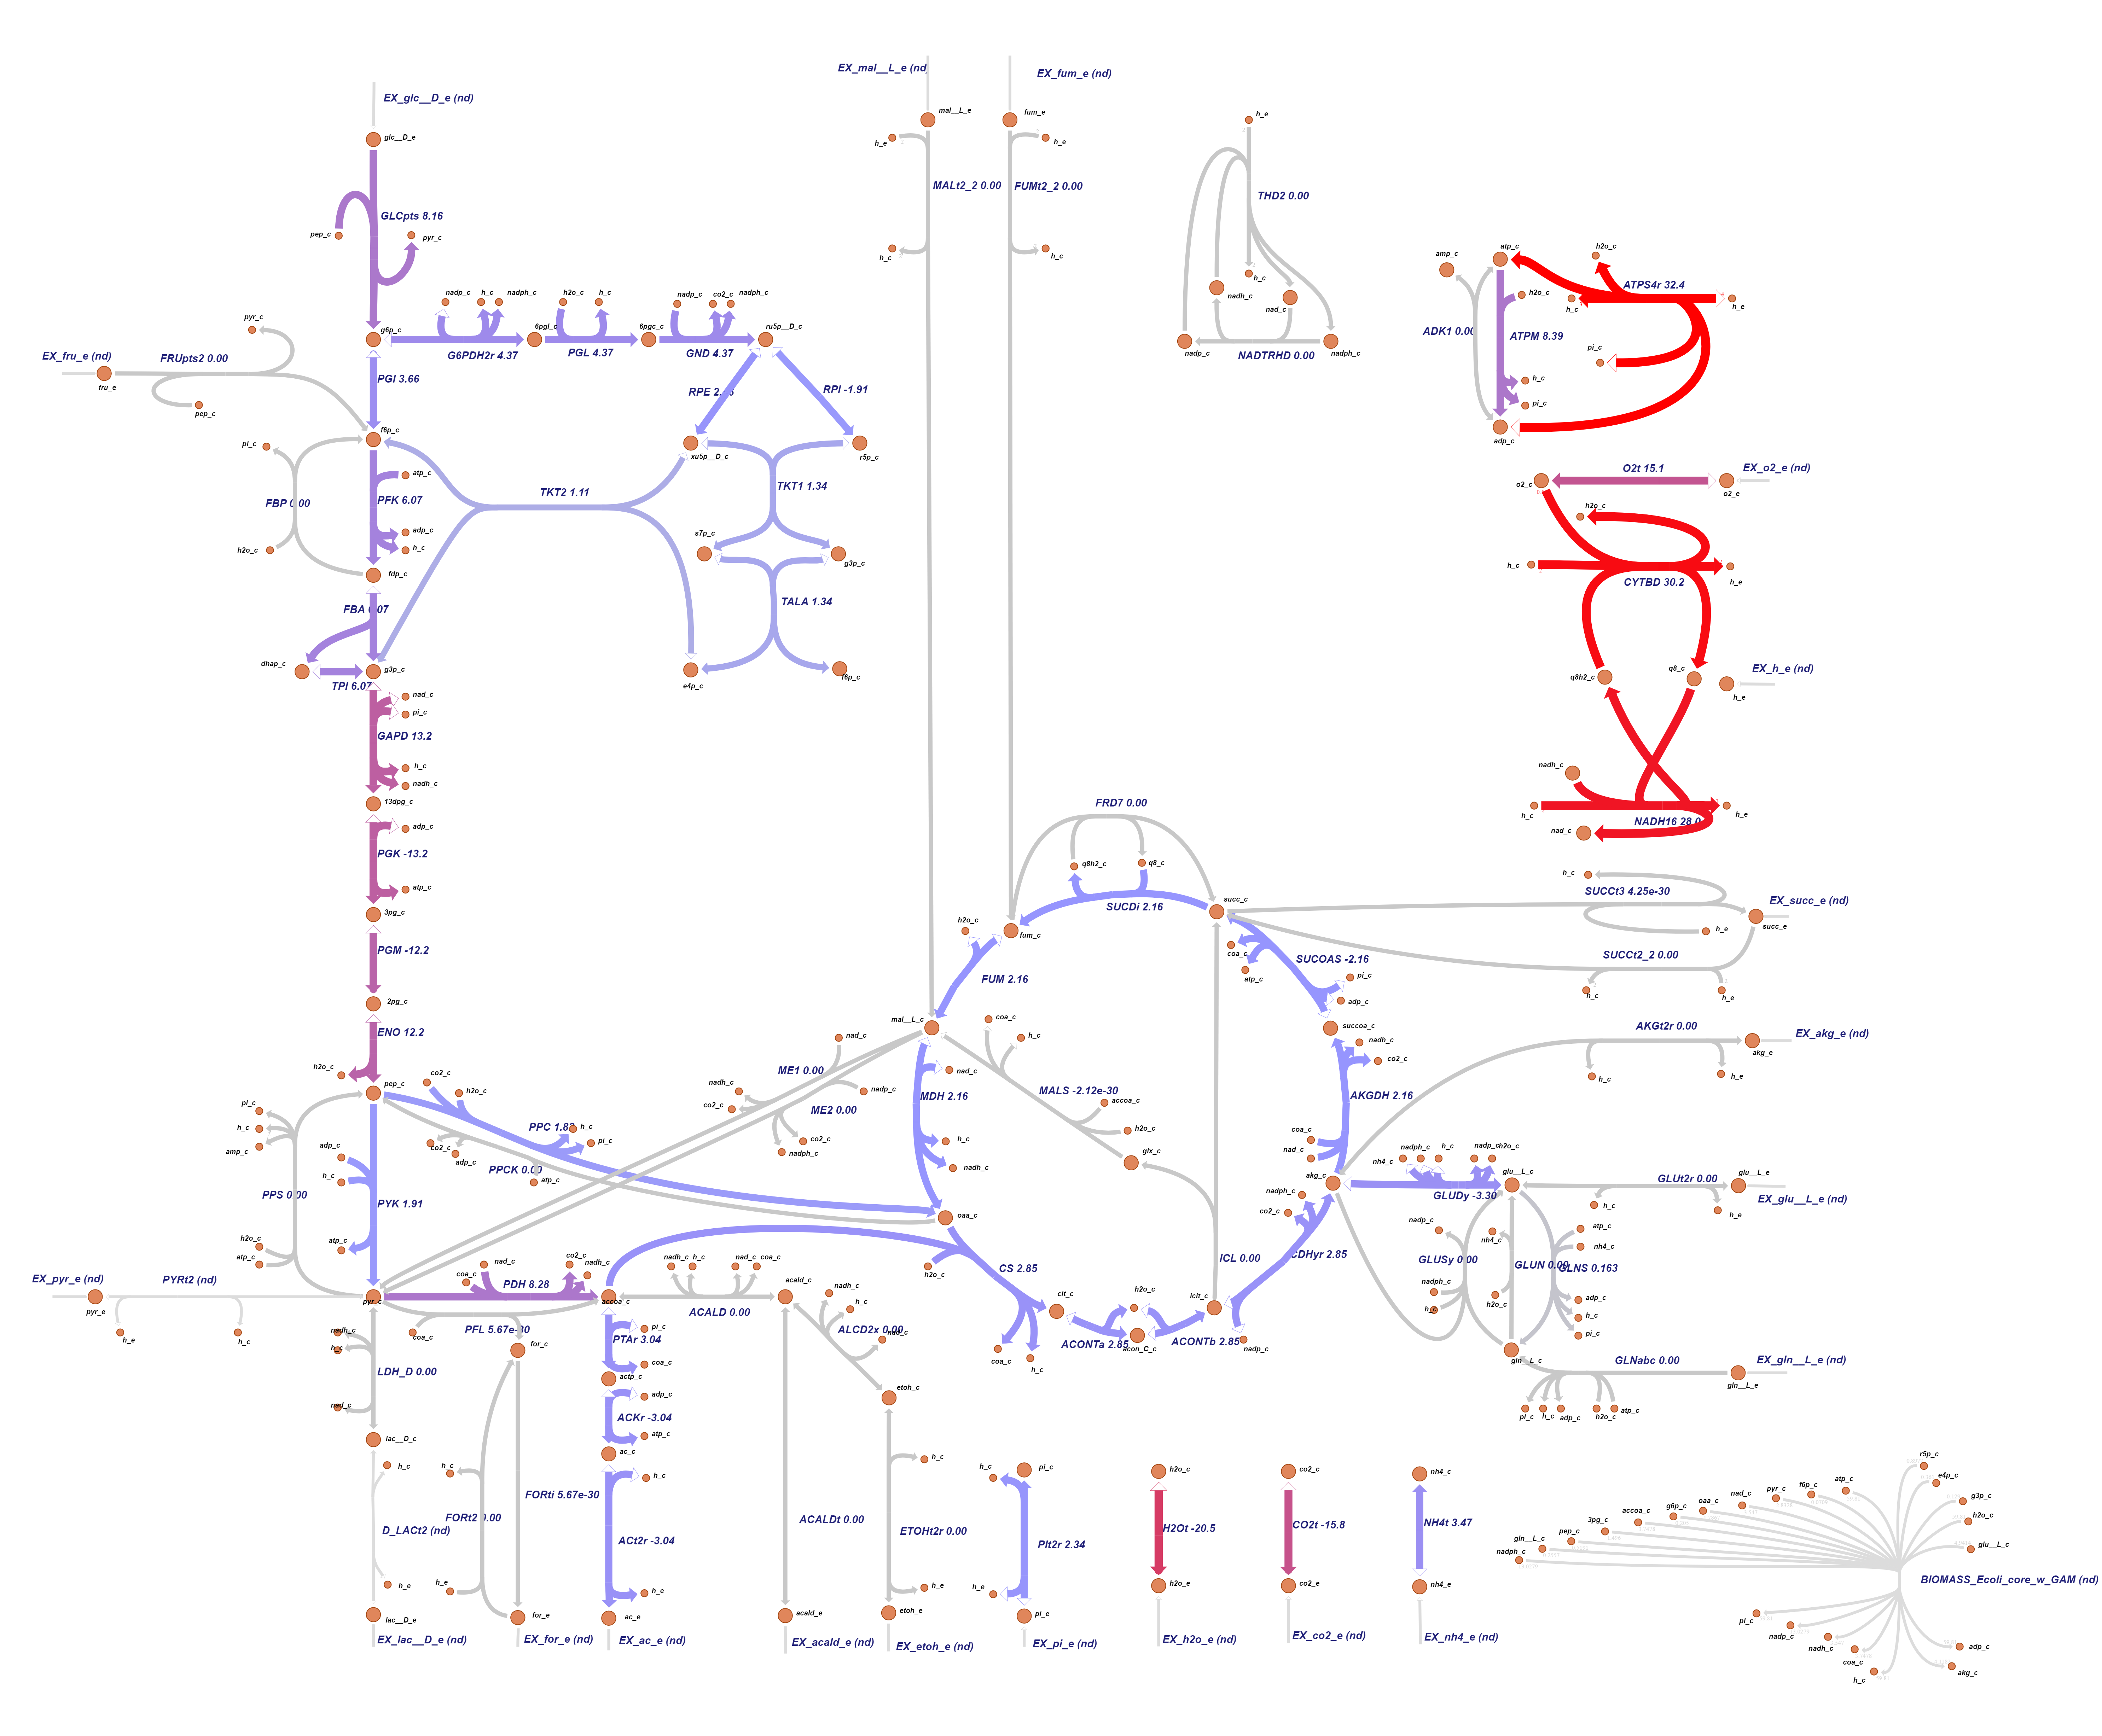 EX_mal__L_e (nd)
EX_fum_e (nd)
EX_glc__D_e (nd)
mal__L_e
fum_e
h_e
glc__D_e
h_e
h_e
MALt2_2 0.00
FUMt2_2 0.00
THD2 0.00
GLCpts 8.16
pep_c
pyr_c
h_c
h_c
h_c
nadh_c
nad_c
nadp_c
nadph_c
NADTRHD 0.00
amp_c
atp_c
h2o_c
ATPS4r 32.4
h2o_c
h_c
h_e
ADK1 0.00
ATPM 8.39
pi_c
h_c
pi_c
adp_c
nadp_c
h_c
nadph_c
h2o_c
h_c
nadp_c
co2_c
nadph_c
g6p_c
6pgl_c
6pgc_c
ru5p__D_c
G6PDH2r 4.37
PGL 4.37
GND 4.37
pyr_c
EX_fru_e (nd)
FRUpts2 0.00
fru_e
pep_c
PGI 3.66
RPI -1.91
f6p_c
xu5p__D_c
r5p_c
pi_c
atp_c
FBP 0.00
PFK 6.07
TKT2 1.11
TKT1 1.34
adp_c
h2o_c
h_c
s7p_c
g3p_c
fdp_c
TALA 1.34
dhap_c
g3p_c
TPI 6.07
e4p_c
f6p_c
O2t 15.1
EX_o2_e (nd)
o2_c
o2_e
h2o_c
h_c
h_e
CYTBD 30.2
q8h2_c
q8_c
EX_h_e (nd)
h_e
nadh_c
h_c
h_e
nad_c
nad_c
pi_c
GAPD 13.2
h_c
nadh_c
13dpg_c
adp_c
PGK -13.2
atp_c
3pg_c
PGM -12.2
2pg_c
ENO 12.2
h2o_c
pep_c
FRD7 0.00
q8h2_c
q8_c
SUCDi 2.16
succ_c
h2o_c
fum_c
FUM 2.16
coa_c
atp_c
SUCOAS -2.16
pi_c
adp_c
succoa_c
h_c
SUCCt3 4.25e-30
EX_succ_e (nd)
h_e
succ_e
SUCCt2_2 0.00
h_c
h_e
AKGt2r 0.00
EX_akg_e (nd)
akg_e
h_c
h_e
mal__L_c
coa_c
h_c
nad_c
nadh_c
co2_c
ME1 0.00
nad_c
MDH 2.16
MALS -2.12e-30
AKGDH 2.16
nadh_c
co2_c
nadp_c
accoa_c
ME2 0.00
co2_c
nadph_c
h2o_c
h_c
glx_c
nadh_c
coa_c
nad_c
akg_c
co2_c
h2o_c
h_c
pi_c
co2_c
adp_c
PPCK 0.00
atp_c
pi_c
h_c
amp_c
adp_c
h_c
PPS 0.00
PYK 1.91
h2o_c
atp_c
atp_c
oaa_c
nadph_c
h_c
h2o_c
nh4_c
glu__L_c
GLUDy -3.30
GLUt2r 0.00
glu__L_e
EX_glu__L_e (nd)
h_c
h_e
nadp_c
nh4_c
atp_c
nh4_c
GLUSy 0.00
GLNS 0.163
nadph_c
h_c
h2o_c
adp_c
h_c
pi_c
gln__L_c
GLNabc 0.00
EX_gln__L_e (nd)
gln__L_e
pi_c
h_c
adp_c
h2o_c
atp_c
nadph_c
co2_c
ICL 0.00
icit_c
nadp_c
ACONTb 2.85
ACONTa 2.85
acon_C_c
h2o_c
cit_c
CS 2.85
h2o_c
coa_c
h_c
EX_pyr_e (nd)
PYRt2 (nd)
pyr_e
h_e
h_c
pyr_c
coa_c
nad_c
co2_c
nadh_c
PDH 8.28
accoa_c
nadh_c
h_c
nad_c
coa_c
acald_c
ACALD 0.00
nadh_c
h_c
ALCD2x 0.00
nad_c
nadh_c
h_c
coa_c
for_c
LDH_D 0.00
nad_c
PTAr 3.04
pi_c
coa_c
actp_c
adp_c
ACKr -3.04
atp_c
etoh_c
lac__D_c
h_c
h_c
ac_c
h_c
FORti 5.67e-30
FORt2 0.00
D_LACt2 (nd)
ACt2r -3.04
ACALDt 0.00
ETOHt2r 0.00
h_c
h_c
pi_c
PIt2r 2.34
h2o_c
H2Ot -20.5
co2_c
CO2t -15.8
nh4_c
NH4t 3.47
h_e
h_e
h_e
h_e
h_e
lac__D_e
for_e
ac_e
acald_e
etoh_e
pi_e
h2o_e
co2_e
nh4_e
EX_lac__D_e (nd)
EX_for_e (nd)
EX_ac_e (nd)
EX_acald_e (nd)
EX_etoh_e (nd)
EX_pi_e (nd)
EX_h2o_e (nd)
EX_co2_e (nd)
EX_nh4_e (nd)
r5p_c
e4p_c
g3p_c
h2o_c
glu__L_c
atp_c
f6p_c
pyr_c
nad_c
oaa_c
g6p_c
accoa_c
3pg_c
pep_c
gln__L_c
nadph_c
BIOMASS_Ecoli_core_w_GAM (nd)
pi_c
nadp_c
nadh_c
coa_c
h_c
adp_c
akg_c